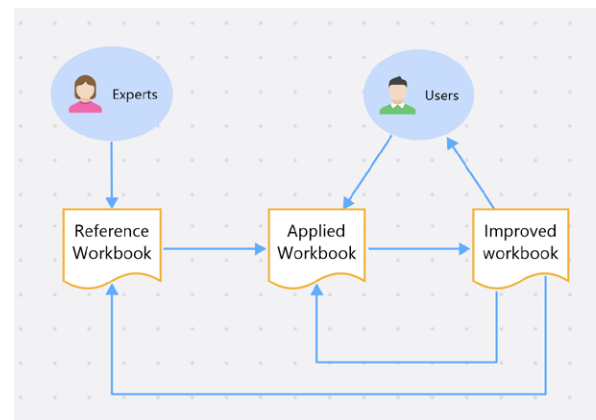 Experts
Users
Reference
Workbook
Applied
Workbook
Improved
workbook